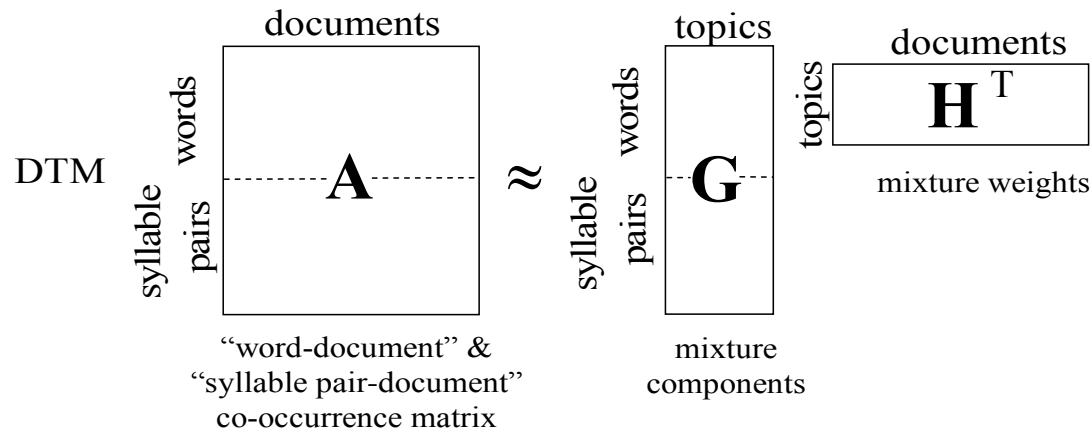 documents
topics
documents
words
words
topics
H T
DTM
A
≈
G
mixture weights
syllable
pairs
syllable
pairs
“word-document” &
“syllable pair-document”
co-occurrence matrix
mixture
components